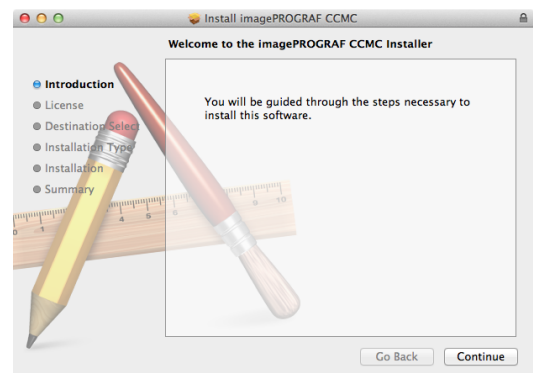 Install imagePROGRAF CCMC
Welcome to the imagePROGRAF CCMC Installer
Introduction
License
Destination Select
Installation Type
Installation
Summary
You will be guided through the steps necessary to
install this software.
Go Back
Continue